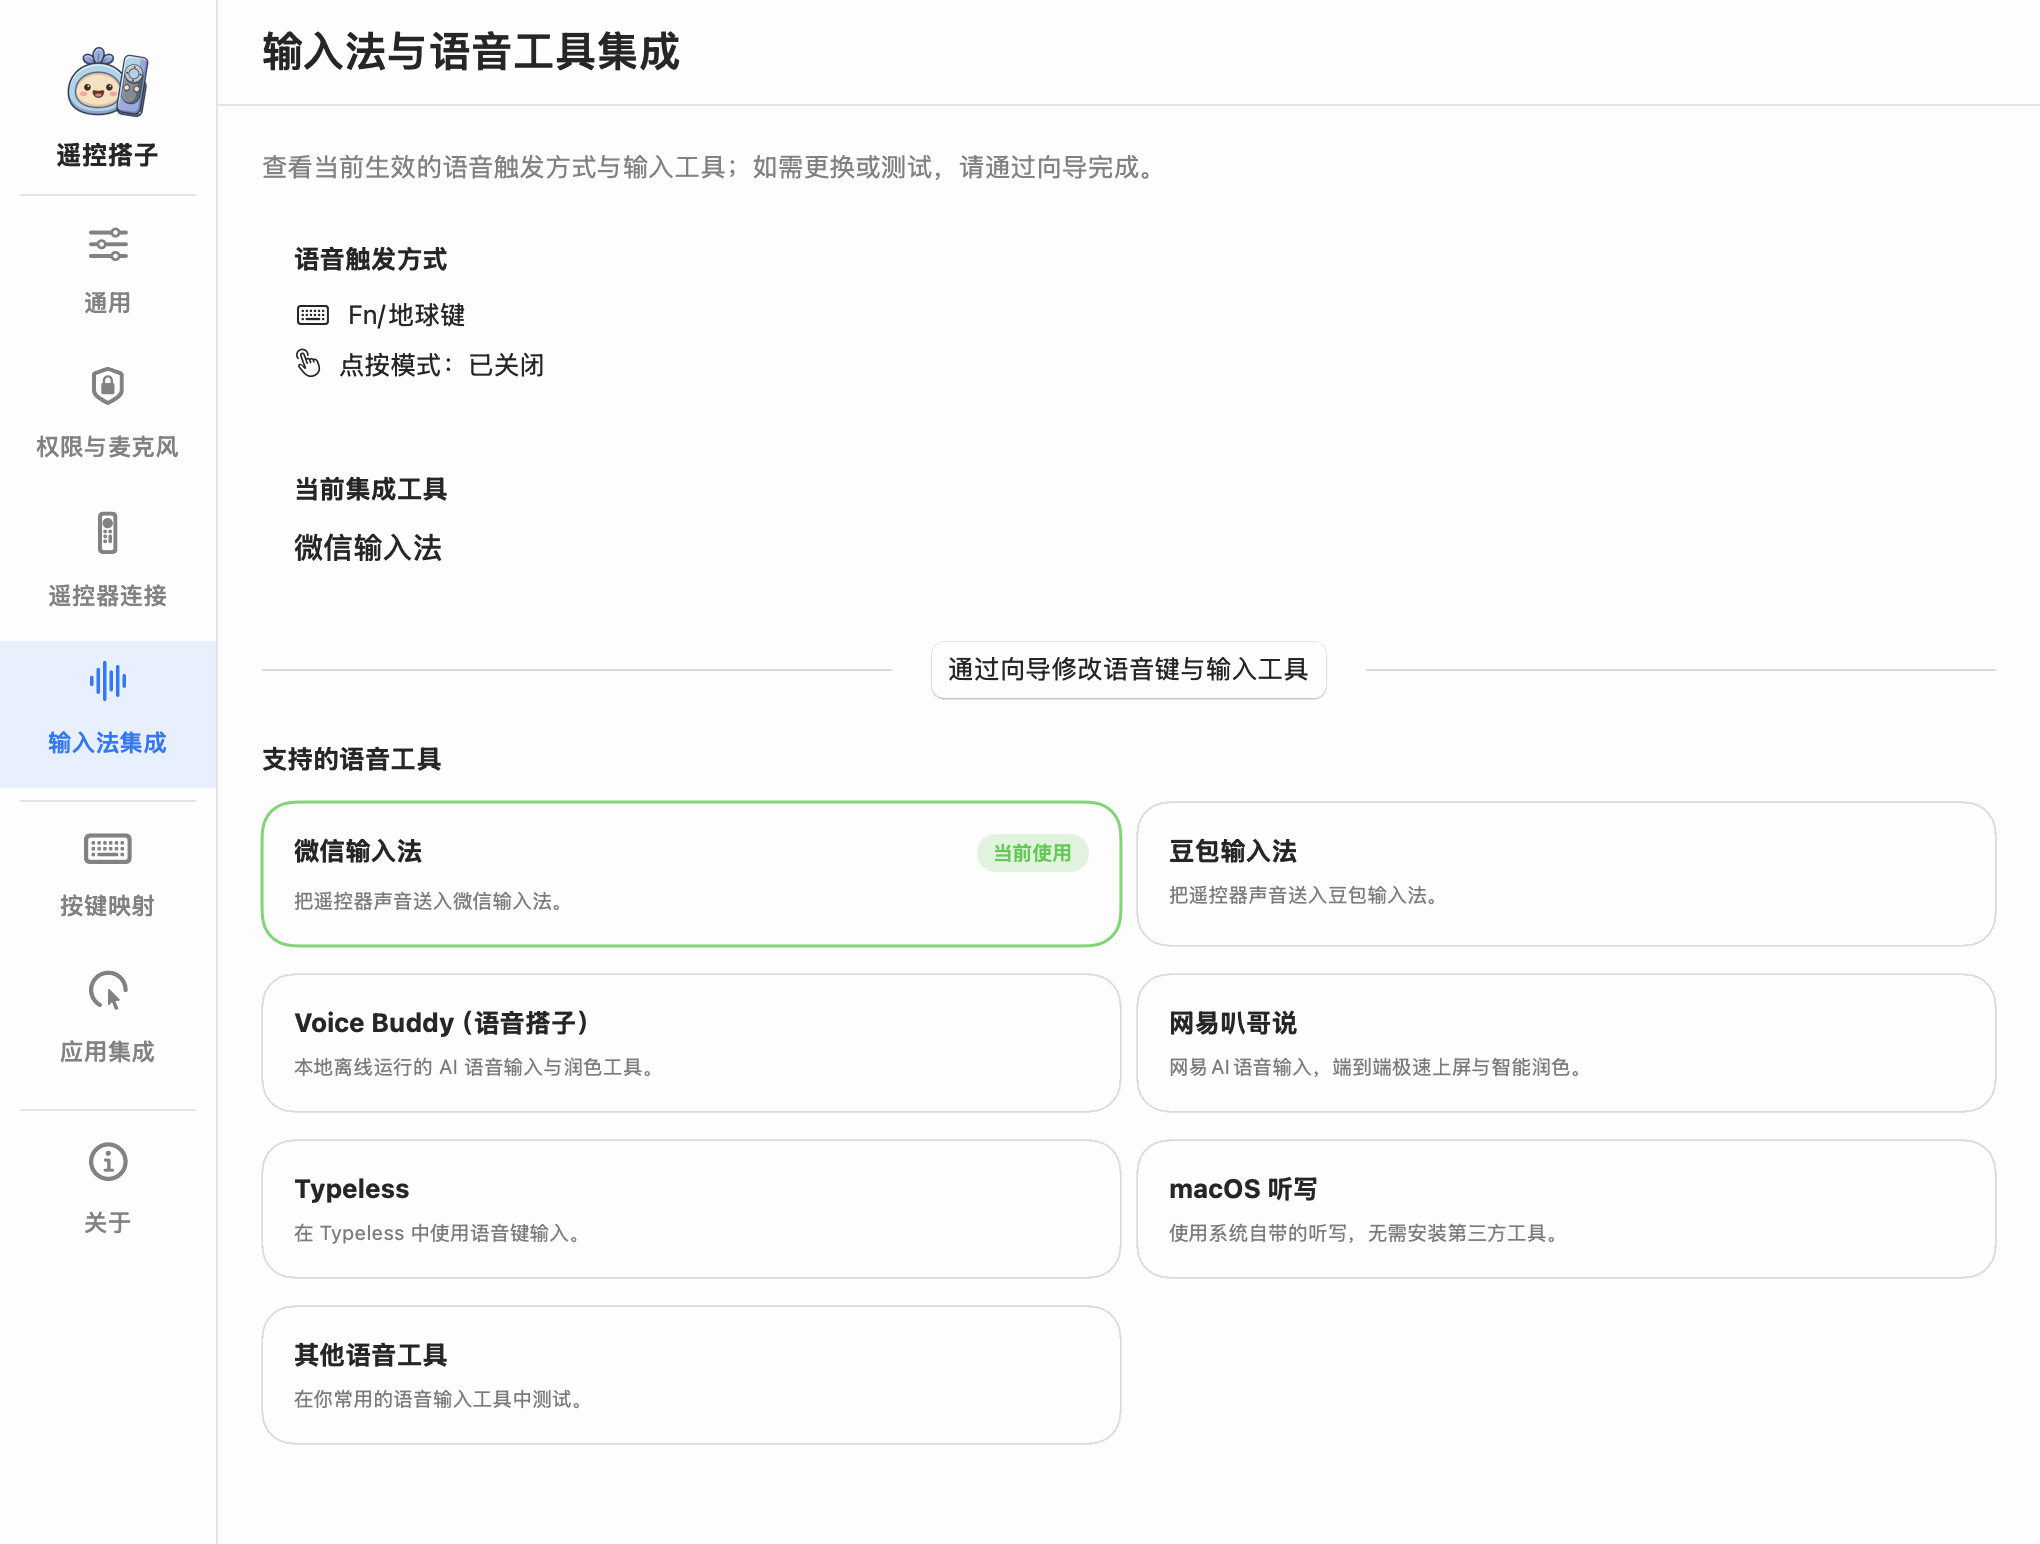 遥控搭子
通用
权限与麦克风
遥控器连接
输入法集成
按键映射
应用集成
关于
输入法与语音工具集成
查看当前生效的语音触发方式与输入工具；如需更换或测试，请通过向导完成。
语音触发方式
Fn/地球键
点按模式：已关闭
当前集成工具
微信输入法
通过向导修改语音键与输入工具
支持的语音工具
微信输入法
当前使用
把遥控器声音送入微信输入法。
豆包输入法
把遥控器声音送入豆包输入法。
Voice Buddy（语音搭子）
本地离线运行的 AI 语音输入与润色工具。
网易叭哥说
网易 AI 语音输入，端到端极速上屏与智能润色。
Typeless
在 Typeless 中使用语音键输入。
macOS 听写
使用系统自带的听写，无需安装第三方工具。
其他语音工具
在你常用的语音输入工具中测试。